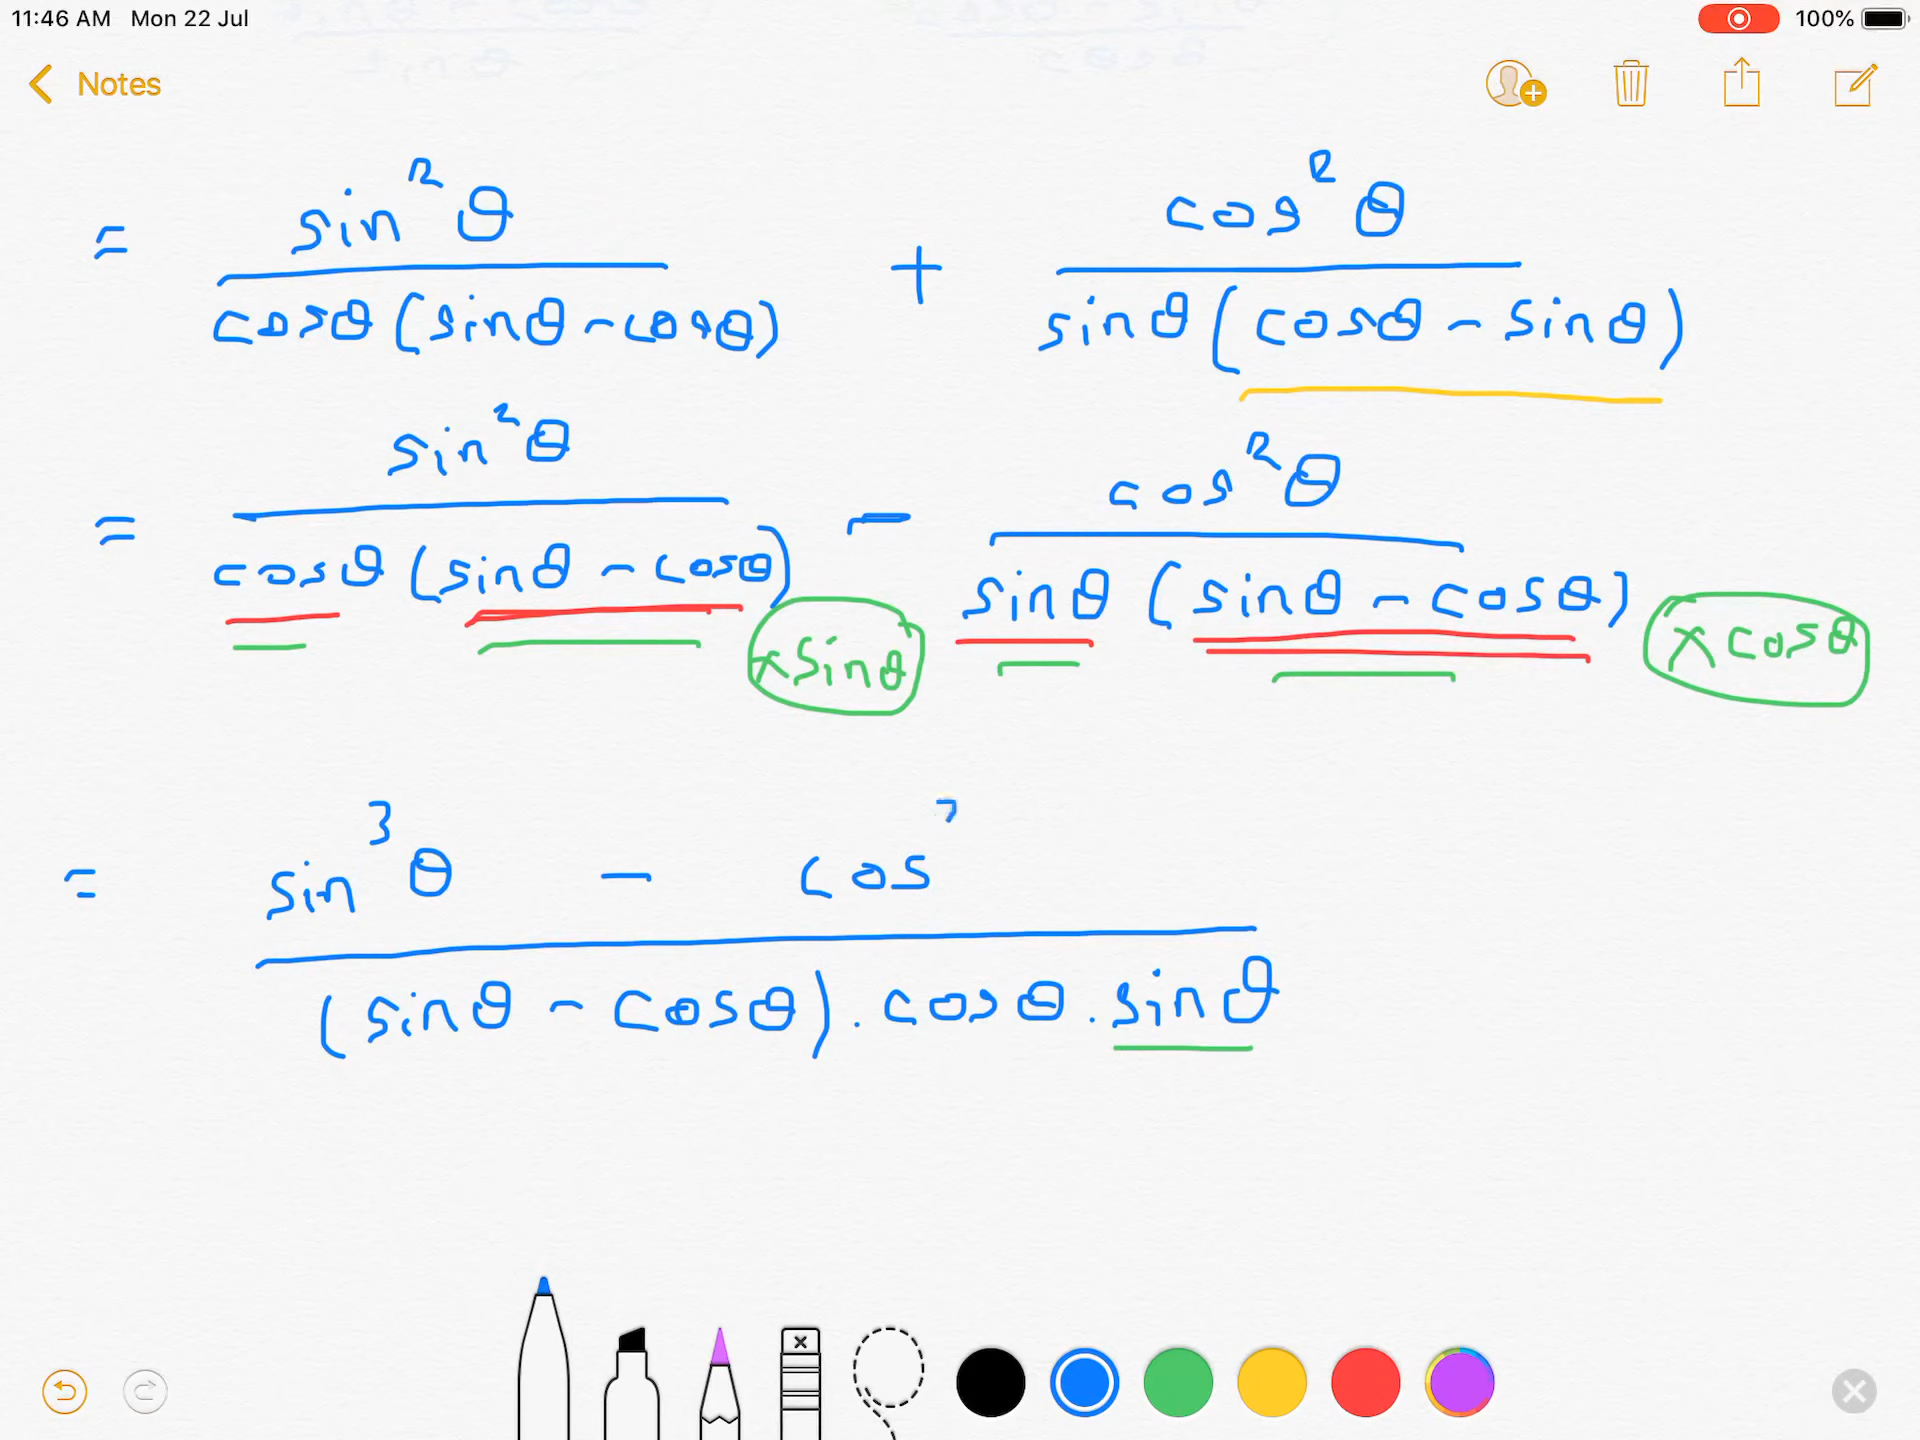 11:46 AM Mon 22 Jul 100%
Notes
= sin²θ / cosθ(sinθ-cosθ) + cos²θ / sinθ(cosθ-sinθ)
= sin²θ / cosθ(sinθ-cosθ) - cos²θ / sinθ(sinθ-cosθ)
×sinθ ×cosθ
= sin³θ - cos
(sinθ-cosθ).cosθ.sinθ